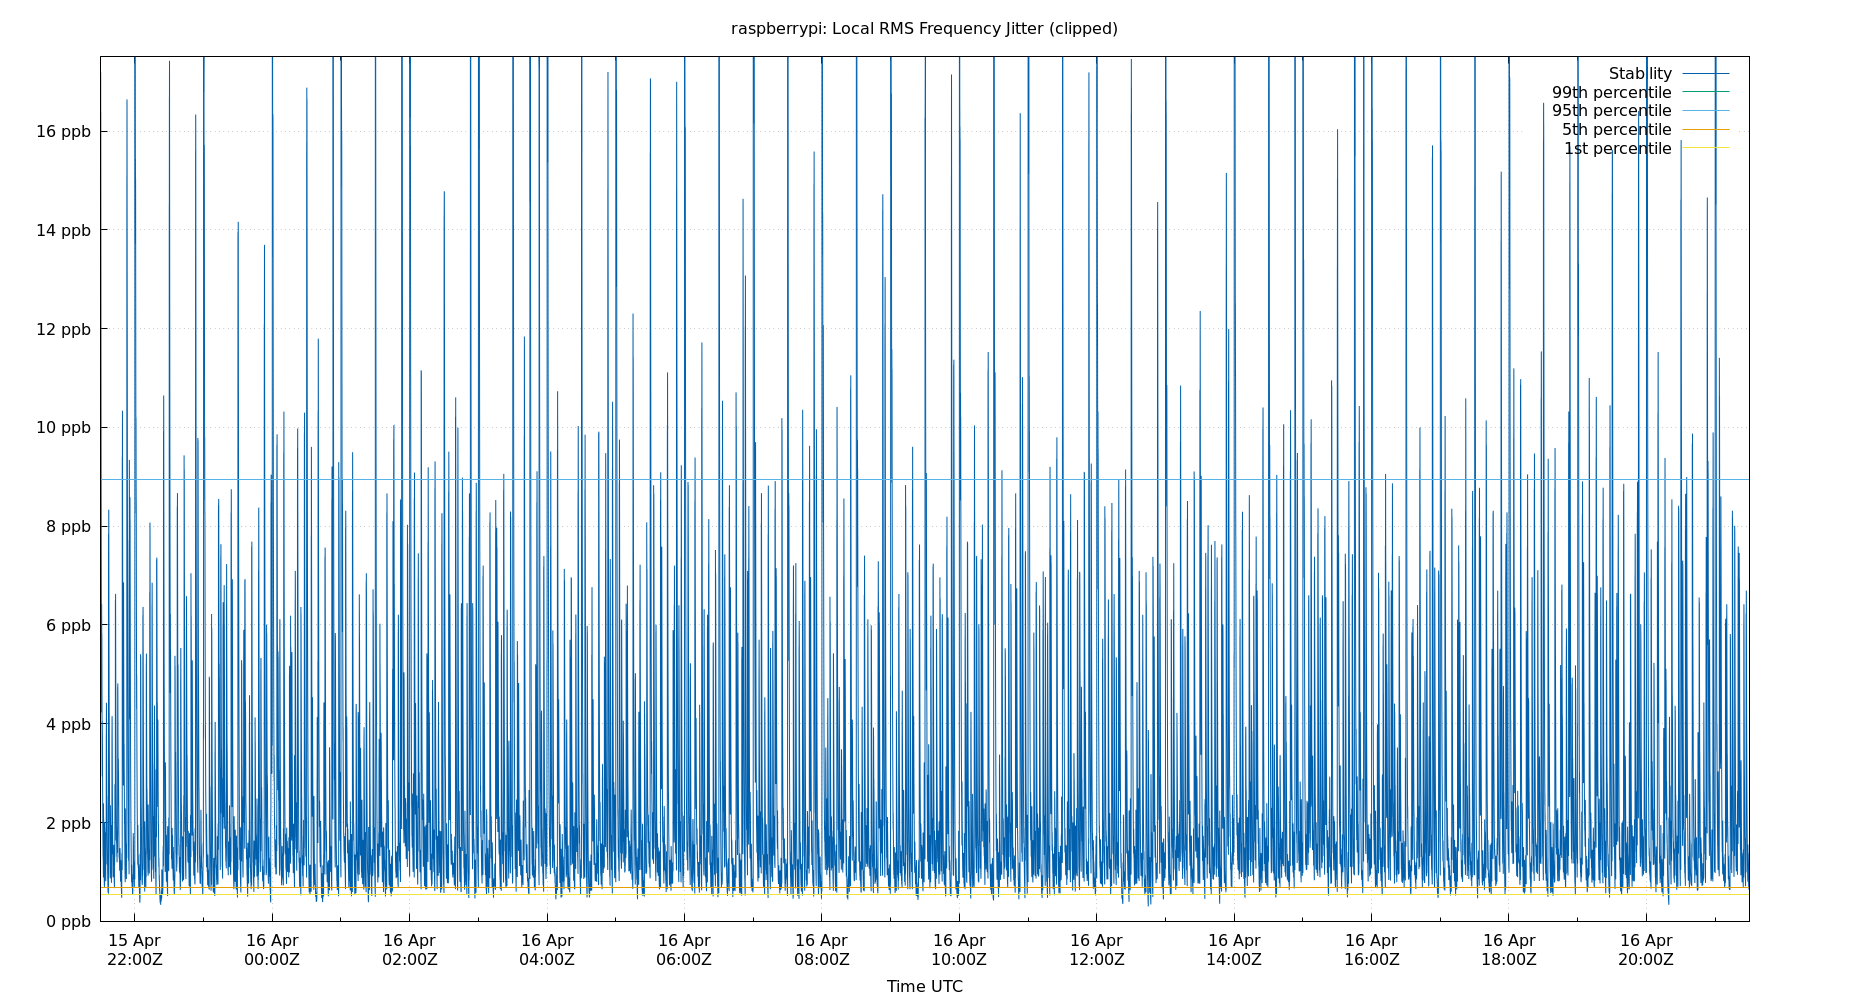 raspberrypi: Local RMS Frequency Jitter (clipped)
Stability
99th percentile
95th percentile
5th percentile
1st percentile
16 ppb
14 ppb
12 ppb
10 ppb
8 ppb
6 ppb
4 ppb
2 ppb
0 ppb
15 Apr 16 Apr 16 Apr 16 Apr 16 Apr 16 Apr 16 Apr 16 Apr 16 Apr 16 Apr 16 Apr 16 Apr
22:00Z 00:00Z 02:00Z 04:00Z 06:00Z 08:00Z 10:00Z 12:00Z 14:00Z 16:00Z 18:00Z 20:00Z
Time UTC